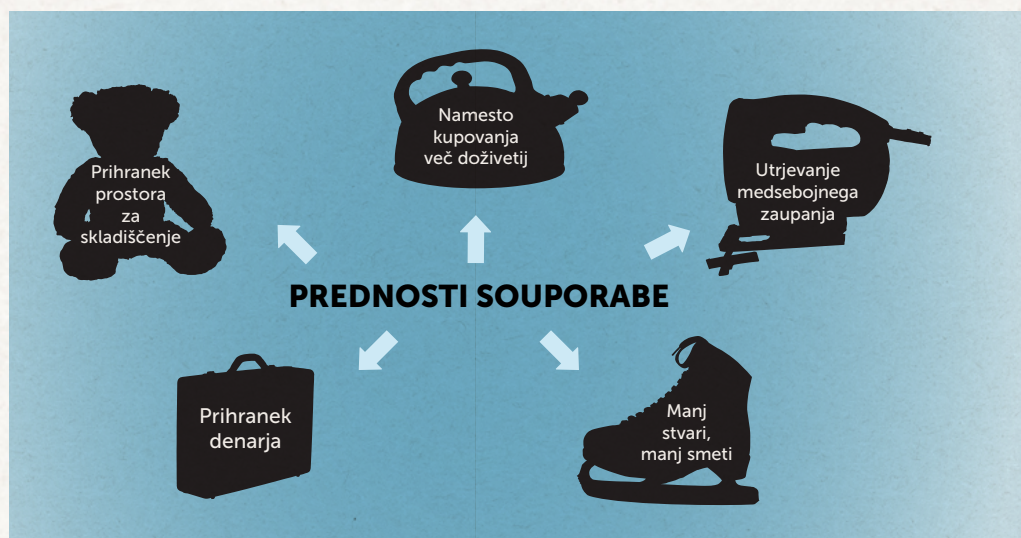 Namesto
kupovanja
več doživetij
Prihranek
prostora
za
skladiščenje
Utrjevanje
medsebojnega
zaupanja
PREDNOSTI SOUPORABE
Prihranek
denarja
Manj
stvari,
manj smeti